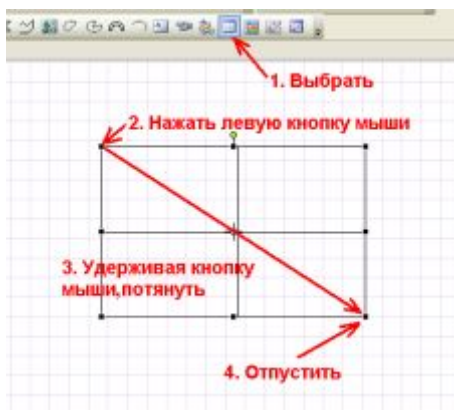 1. Выбрать
2. Нажать левую кнопку мыши
3. Удерживая кнопку
мыши,потянуть
4. Отпустить